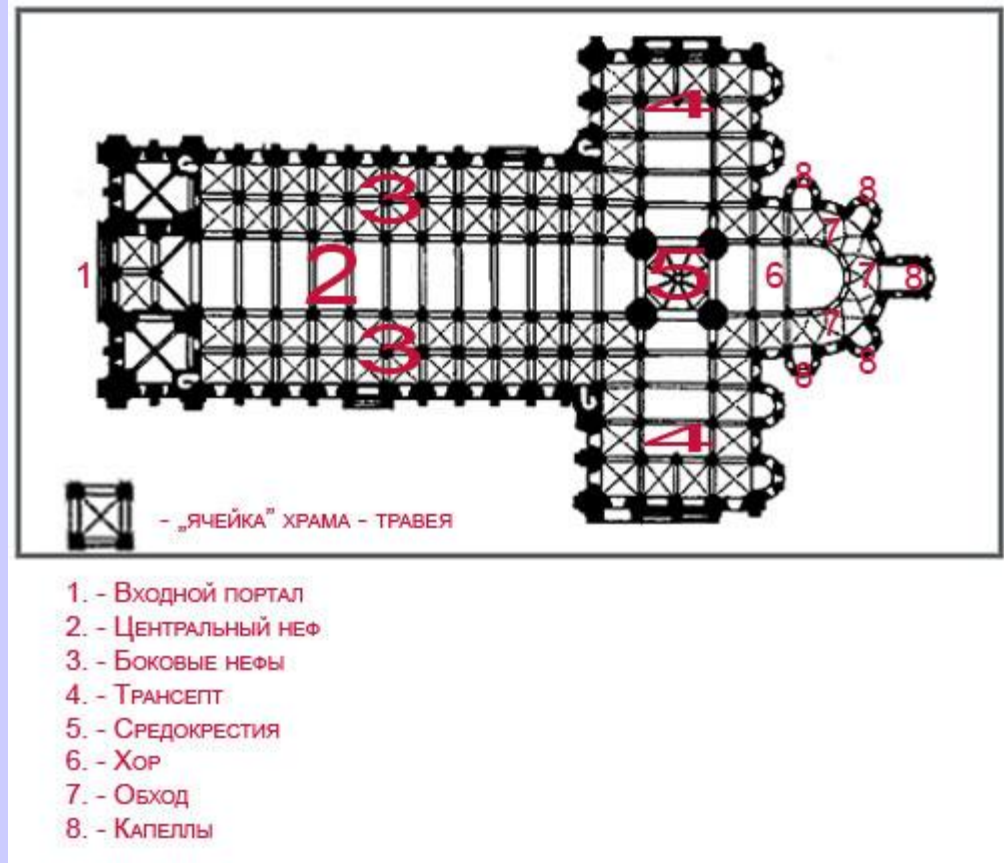 4
3
8
8
7
1
2
5
6
7
8
3
7
8
8
4
- „ЯЧЕЙКА" ХРАМА - ТРАВЕЯ
1. - ВХОДНОЙ ПОРТАЛ
2. - ЦЕНТРАЛЬНЫЙ НЕФ
3. - БОКОВЫЕ НЕФЫ
4. - ТРАНСЕПТ
5. - СРЕДОКРЕСТИЯ
6. - ХОР
7. - ОБХОД
8. - КАПЕЛЛЫ